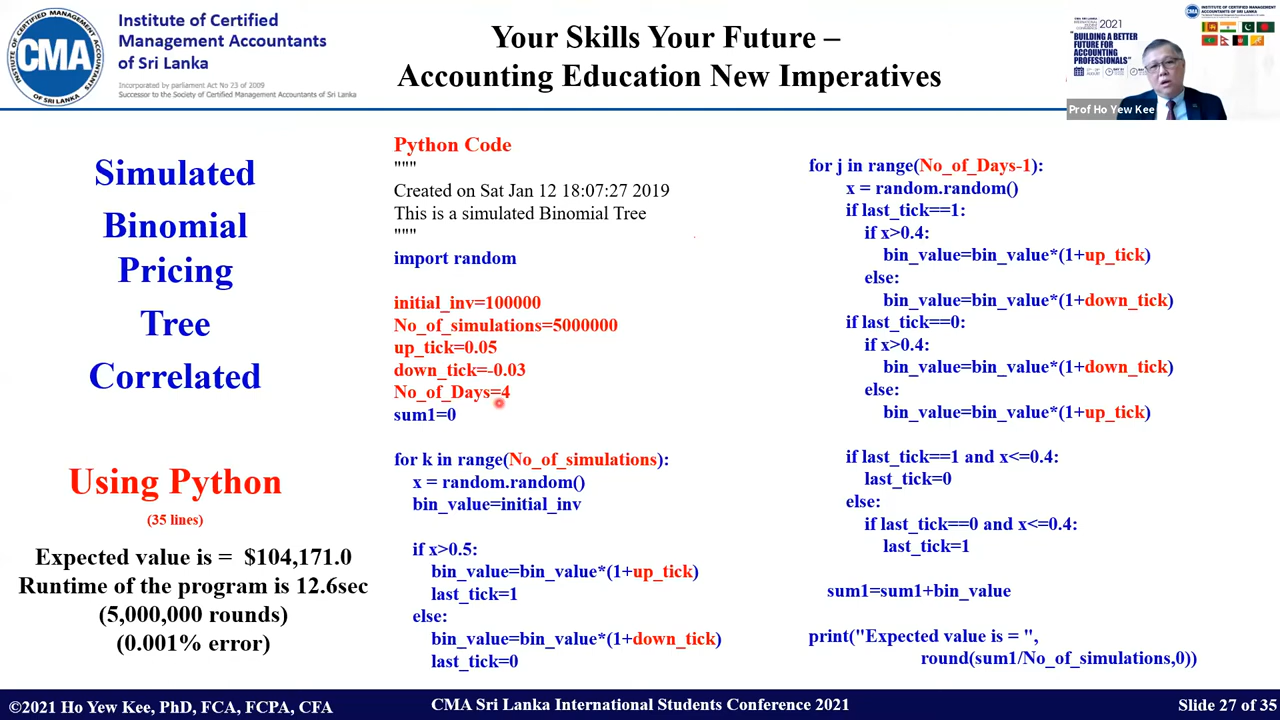 Institute of Certified
Management Accountants
of Sri Lanka
Incorporated by parliament Act No 23 of 2009
Successor to the Society of Certified Management Accountants of Sri Lanka
CMA
Your Skills Your Future –
Accounting Education New Imperatives
2021
"BUILDING A BETTER
FUTURE FOR
ACCOUNTING
PROFESSIONALS"
Prof Ho Yew Kee
Simulated
Binomial
Pricing
Tree
Correlated
Using Python
(35 lines)
Expected value is = $104,171.0
Runtime of the program is 12.6sec
(5,000,000 rounds)
(0.001% error)
Python Code
"""
Created on Sat Jan 12 18:07:27 2019
This is a simulated Binomial Tree
"""
import random
initial_inv=100000
No_of_simulations=5000000
up_tick=0.05
down_tick=-0.03
No_of_Days=4
sum1=0
for k in range(No_of_simulations):
x = random.random()
bin_value=initial_inv
if x>0.5:
bin_value=bin_value*(1+up_tick)
last_tick=1
else:
bin_value=bin_value*(1+down_tick)
last_tick=0
for j in range(No_of_Days-1):
x = random.random()
if last_tick==1:
if x>0.4:
bin_value=bin_value*(1+up_tick)
else:
bin_value=bin_value*(1+down_tick)
if last_tick==0:
if x>0.4:
bin_value=bin_value*(1+down_tick)
else:
bin_value=bin_value*(1+up_tick)
if last_tick==1 and x<=0.4:
last_tick=0
else:
if last_tick==0 and x<=0.4:
last_tick=1
sum1=sum1+bin_value
print("Expected value is = ",
round(sum1/No_of_simulations,0))
©2021 Ho Yew Kee, PhD, FCA, FCPA, CFA
CMA Sri Lanka International Students Conference 2021
Slide 27 of 35